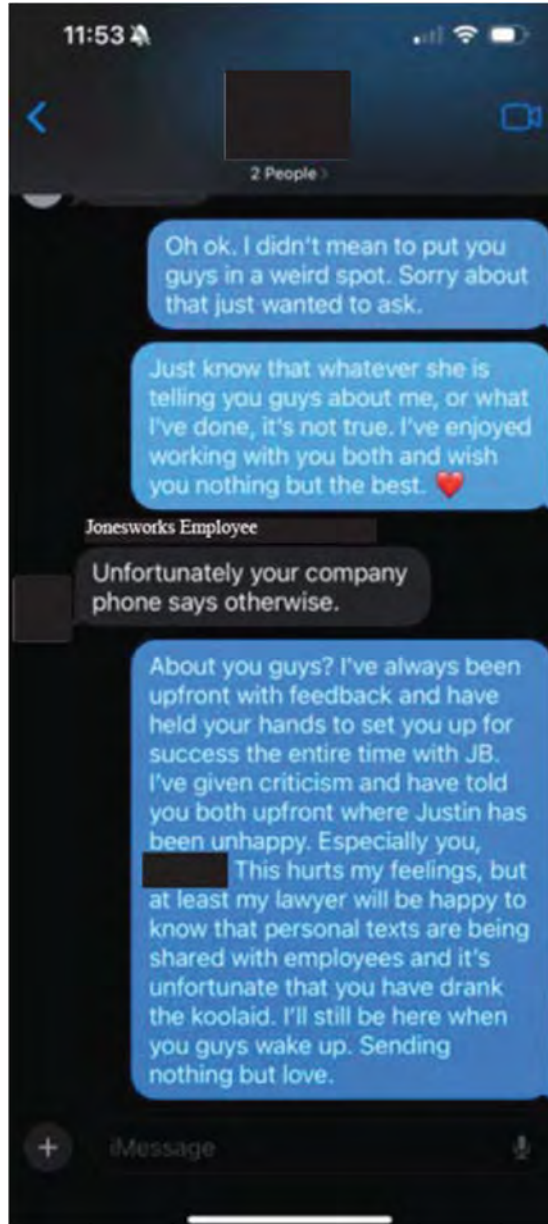 11:53
2 People
Oh ok. I didn't mean to put you
guys in a weird spot. Sorry about
that just wanted to ask.
Just know that whatever she is
telling you guys about me, or what
I've done, it's not true. I've enjoyed
working with you both and wish
you nothing but the best. ❤️
Jonesworks Employee
Unfortunately your company
phone says otherwise.
About you guys? I've always been
upfront with feedback and have
held your hands to set you up for
success the entire time with JB.
I've given criticism and have told
you both upfront where Justin has
been unhappy. Especially you,
This hurts my feelings, but
at least my lawyer will be happy to
know that personal texts are being
shared with employees and it's
unfortunate that you have drank
the koolaid. I'll still be here when
you guys wake up. Sending
nothing but love.
iMessage